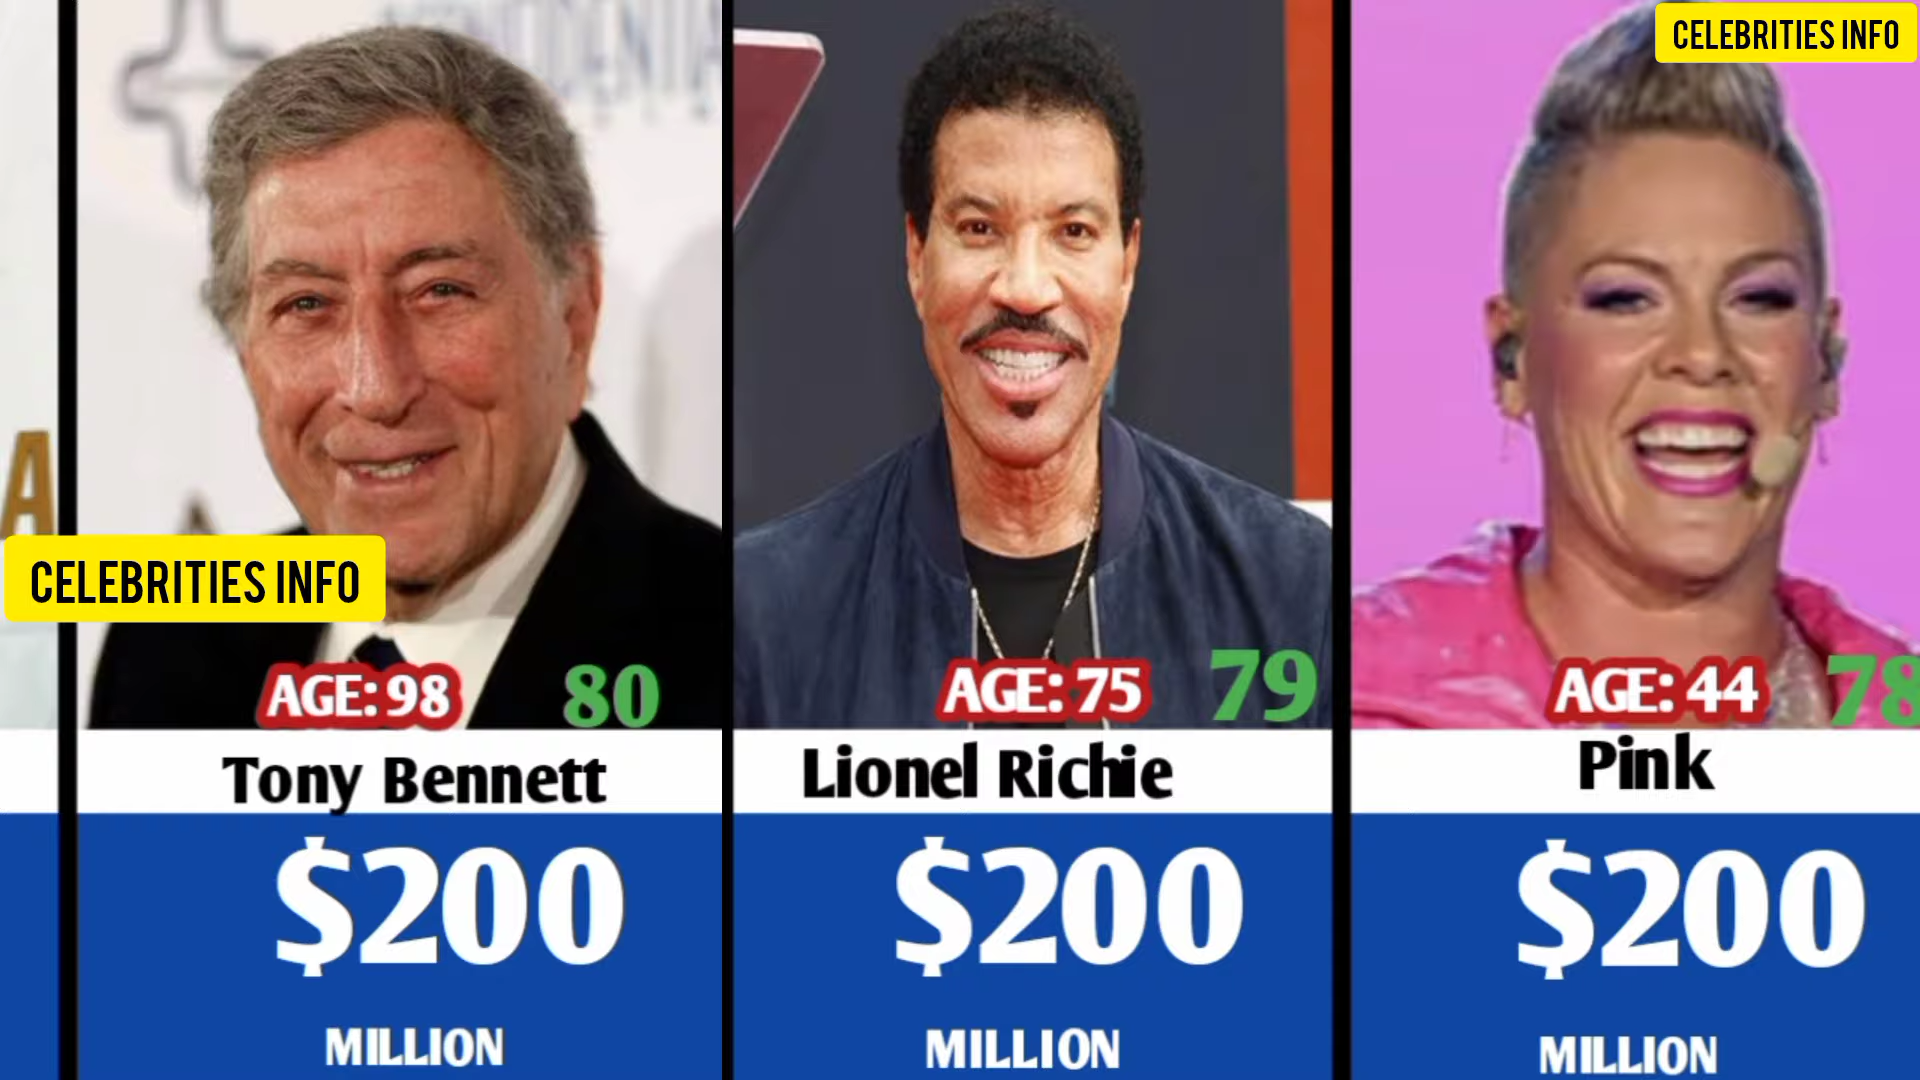 CELEBRITIES INFO
A
CELEBRITIES INFO
AGE: 98
80
AGE: 75
79
AGE: 44
78
Tony Bennett
Lionel Richie
Pink
$200
$200
$200
MILLION
MILLION
MILLION